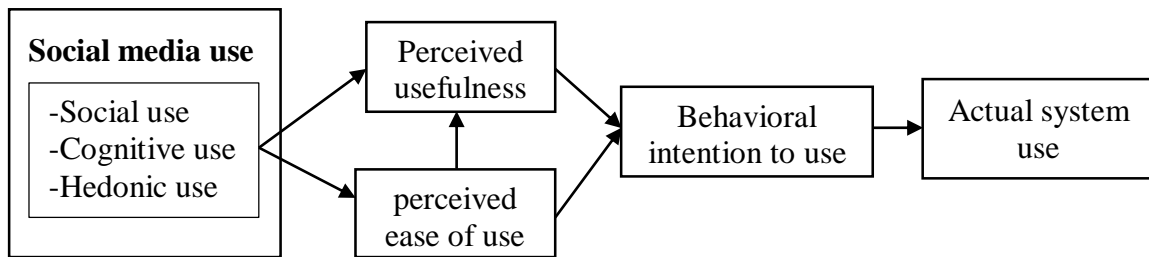 Social media use
-Social use
-Cognitive use
-Hedonic use
Perceived
usefulness
perceived
ease of use
Behavioral
intention to use
Actual system
use